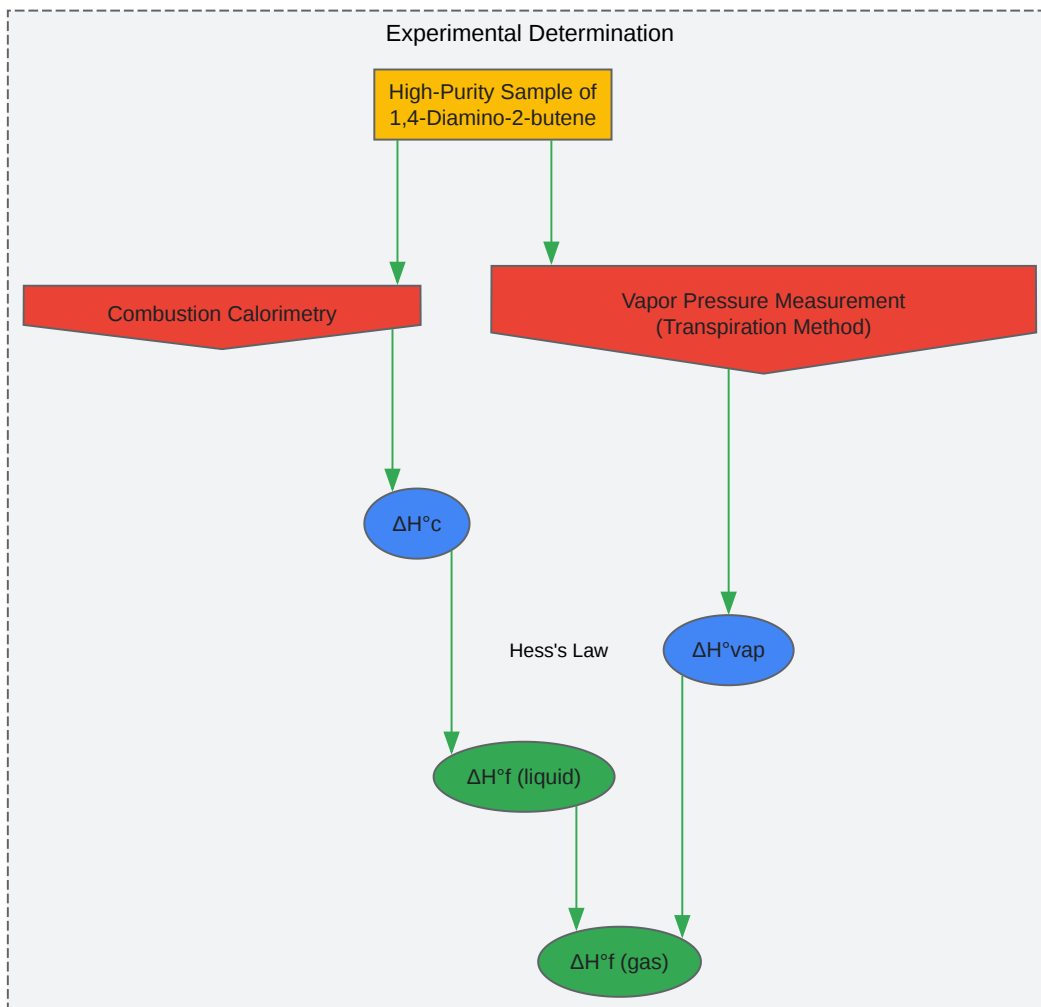 Experimental Determination
High-Purity Sample of
1,4-Diamino-2-butene
Combustion Calorimetry
Vapor Pressure Measurement
(Transpiration Method)
ΔH°c
Hess's Law
ΔH°vap
ΔH°f (liquid)
ΔH°f (gas)